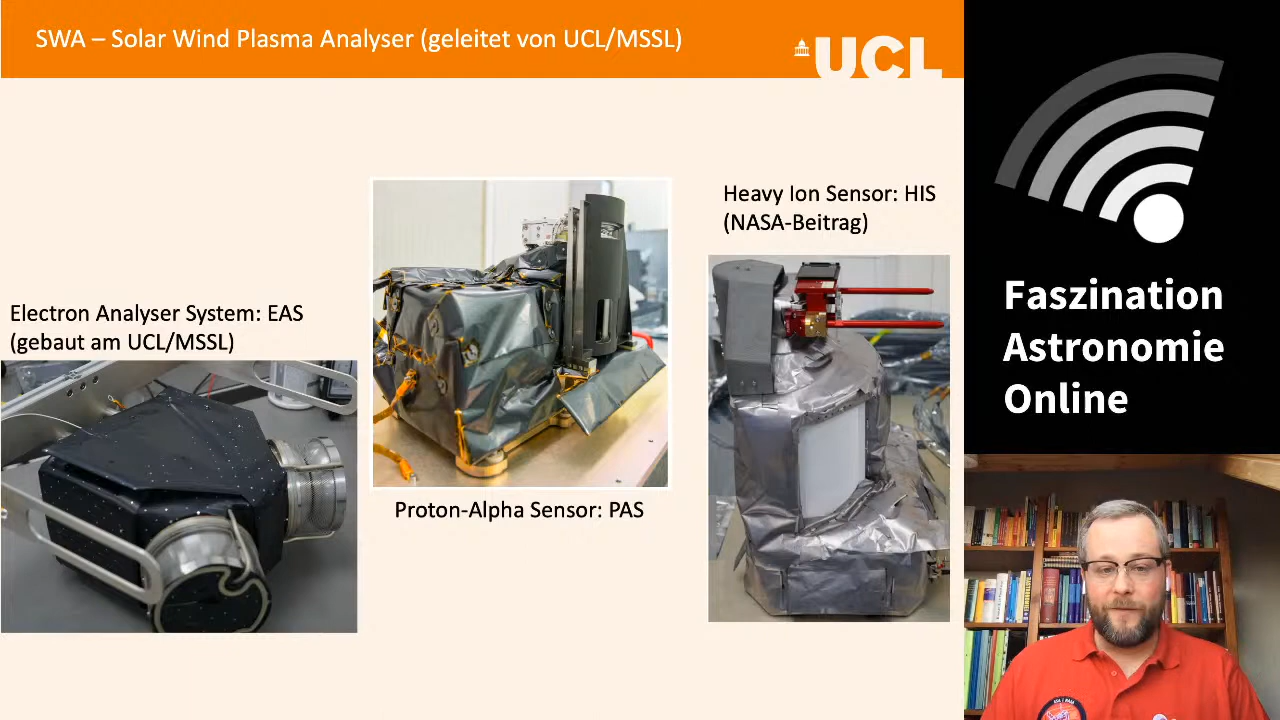 SWA – Solar Wind Plasma Analyser (geleitet von UCL/MSSL)
UCL
Heavy Ion Sensor: HIS
(NASA-Beitrag)
Electron Analyser System: EAS
(gebaut am UCL/MSSL)
Proton-Alpha Sensor: PAS
Faszination
Astronomie
Online